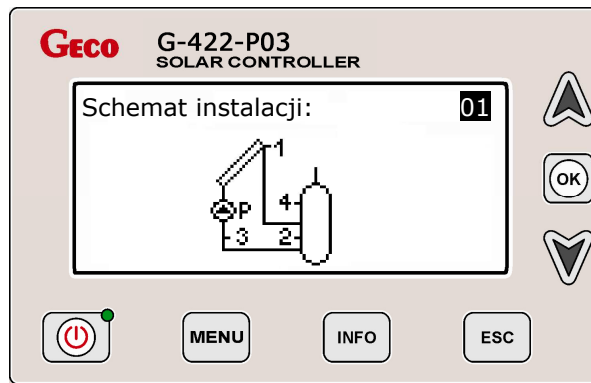 GECO
G-422-P03
SOLAR CONTROLLER
Schemat instalacji: 01
1
4
P
3
2
OK
MENU
INFO
ESC